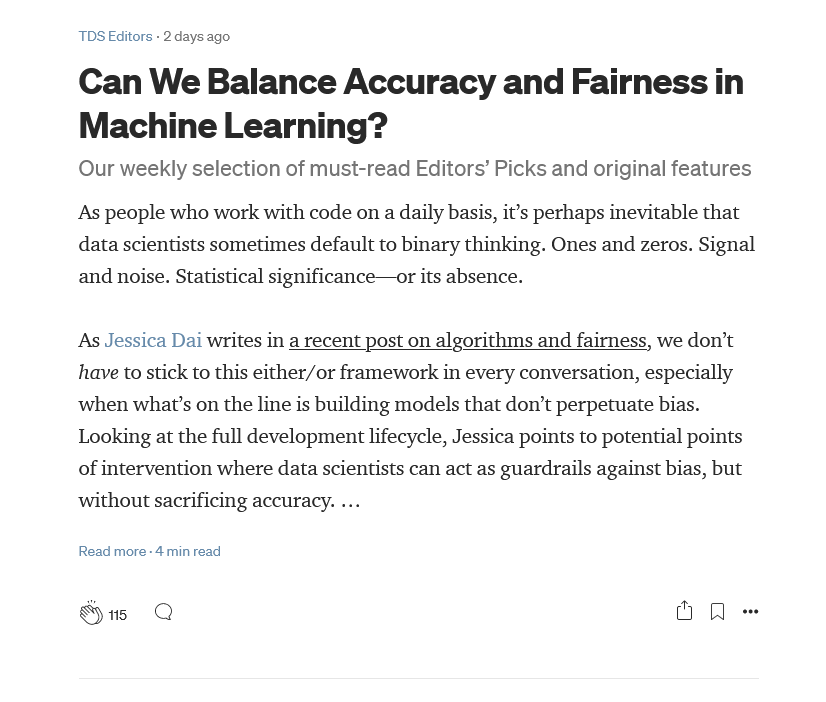 TDS Editors · 2 days ago
Can We Balance Accuracy and Fairness in
Machine Learning?
Our weekly selection of must-read Editors’ Picks and original features
As people who work with code on a daily basis, it’s perhaps inevitable that
data scientists sometimes default to binary thinking. Ones and zeros. Signal
and noise. Statistical significance—or its absence.
As Jessica Dai writes in a recent post on algorithms and fairness, we don’t
have to stick to this either/or framework in every conversation, especially
when what’s on the line is building models that don’t perpetuate bias.
Looking at the full development lifecycle, Jessica points to potential points
of intervention where data scientists can act as guardrails against bias, but
without sacrificing accuracy. …
Read more · 4 min read
115